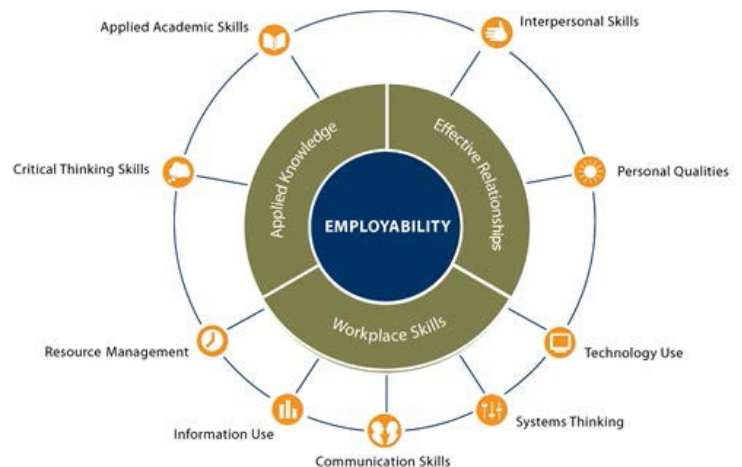 Applied Academic Skills
Interpersonal Skills
Critical Thinking Skills
Personal Qualities
Applied Knowledge
Effective Relationships
EMPLOYABILITY
Workplace Skills
Resource Management
Technology Use
Information Use
Systems Thinking
Communication Skills